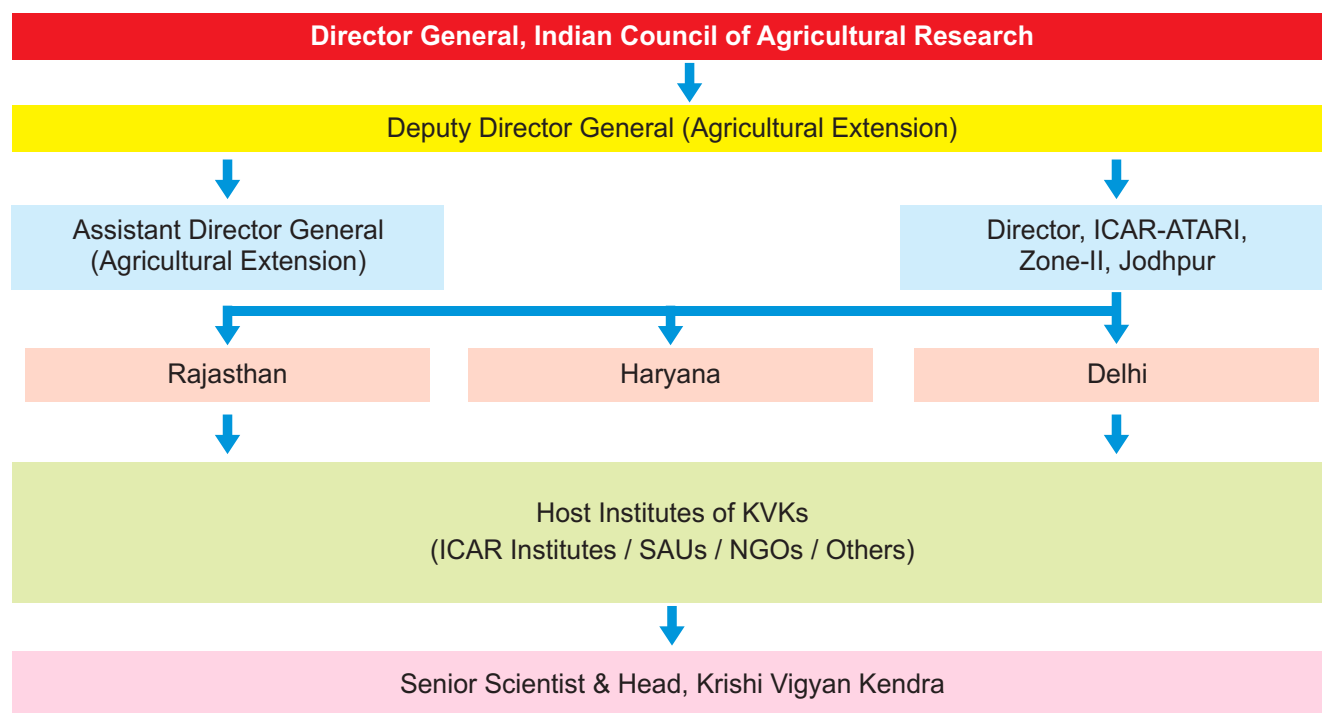 Director General, Indian Council of Agricultural Research
Deputy Director General (Agricultural Extension)
Assistant Director General
(Agricultural Extension)
Director, ICAR-ATARI,
Zone-II, Jodhpur
Rajasthan
Haryana
Delhi
Host Institutes of KVKs
(ICAR Institutes / SAUs / NGOs / Others)
Senior Scientist & Head, Krishi Vigyan Kendra